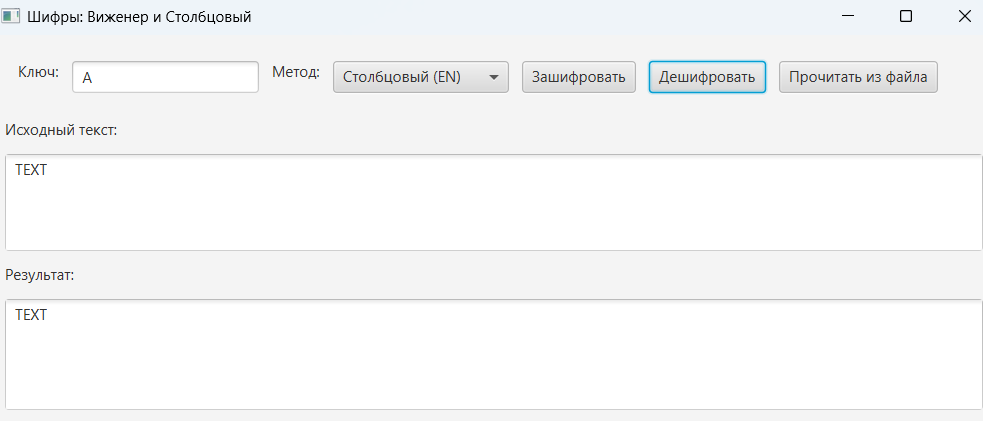 Шифры: Виженер и Столбцовый
Ключ: A Метод: Столбцовый (EN) Зашифровать Дешифровать Прочитать из файла
Исходный текст:
TEXT
Результат:
TEXT